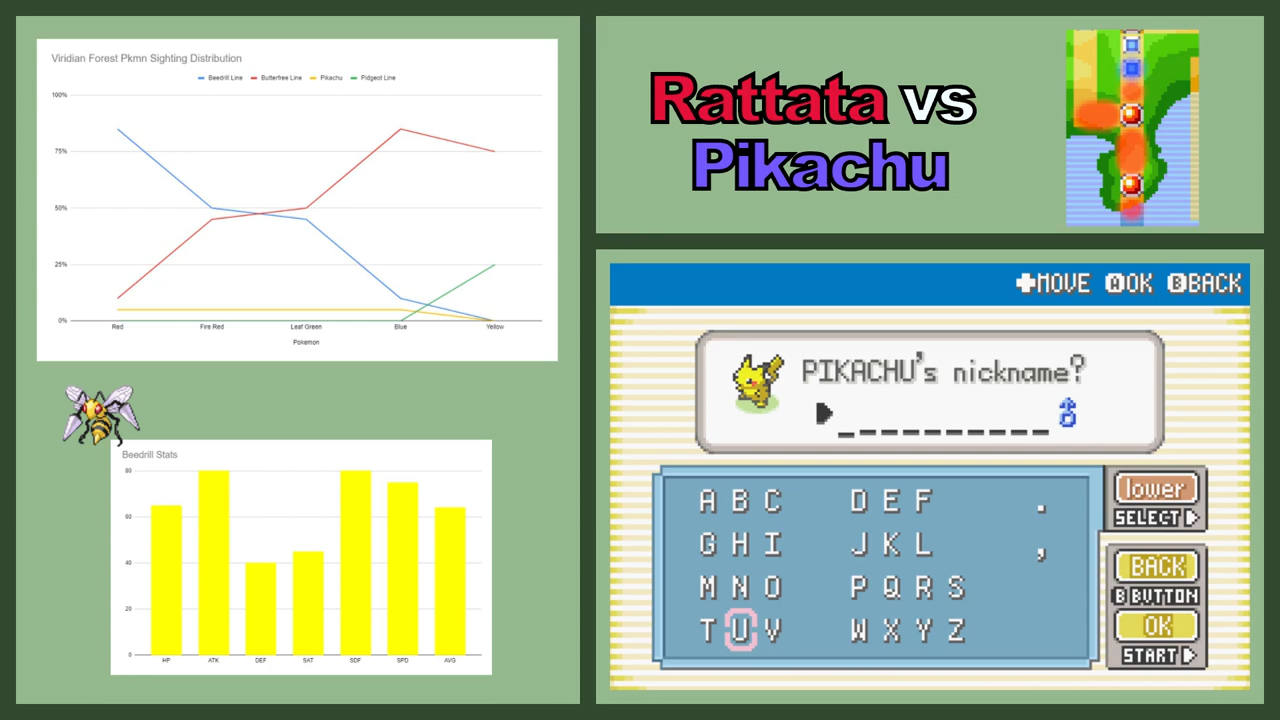 Viridian Forest Pkmn Sighting Distribution
Beedrill Line Butterfree Line Pikachu Pidgeot Line
100%
75%
50%
25%
0%
Red Fire Red Leaf Green Blue Yellow
Pokemon
Beedrill Stats
80
60
40
20
0
HP ATK DEF SAT SDF SPD AVG
Rattata vs
Pikachu
MOVE A OK B BACK
PIKACHU's nickname?
A B C D E F .
G H I J K L ,
M N O P Q R S
T U V W X Y Z
lower
SELECT
BACK
B BUTTON
OK
START